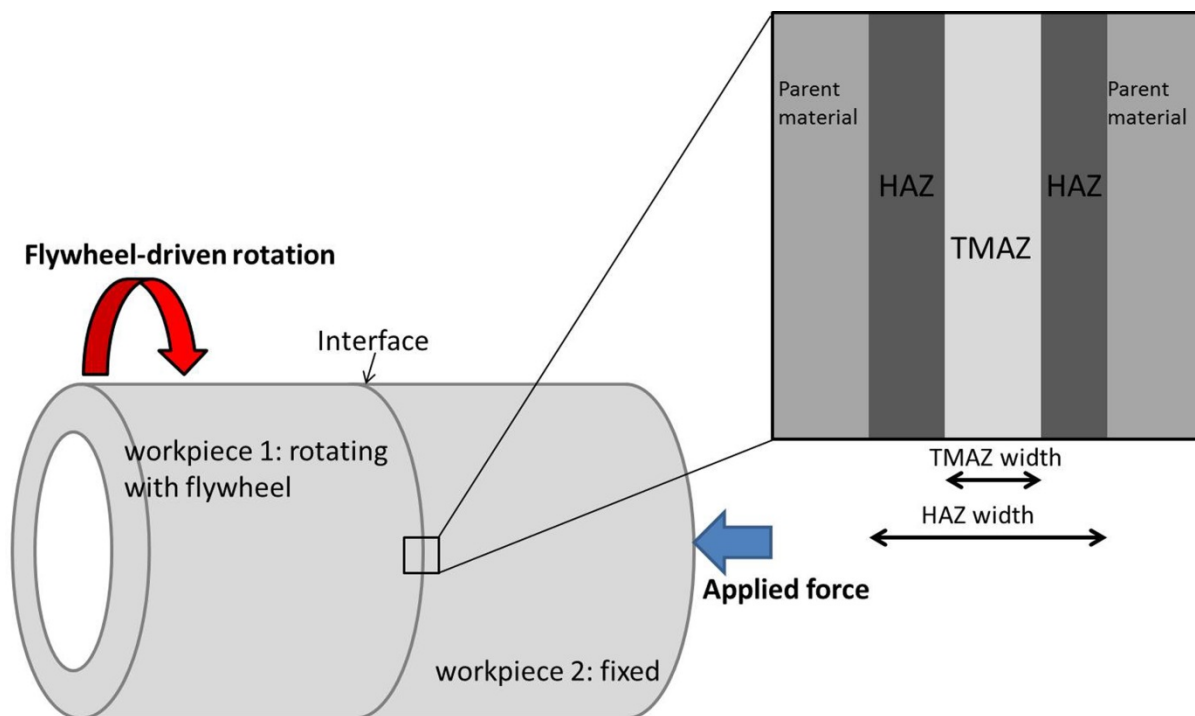 Flywheel-driven rotation
Interface
workpiece 1: rotating
with flywheel
workpiece 2: fixed
Applied force
Parent
material
HAZ
TMAZ
HAZ
Parent
material
TMAZ width
HAZ width